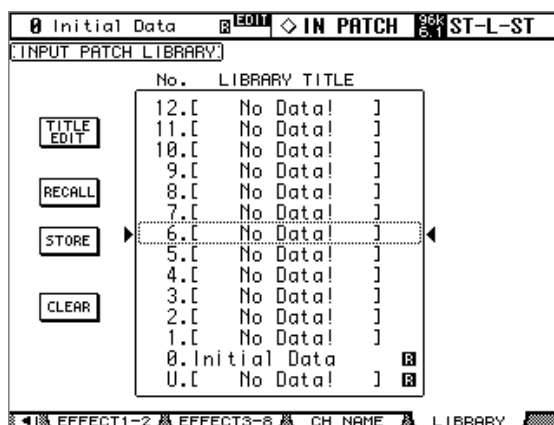 0 Initial Data R EDIT ◇ IN PATCH 96k 6.1 ST-L-ST
INPUT PATCH LIBRARY
No. LIBRARY TITLE
12.[ No Data! ]
TITLE EDIT 11.[ No Data! ]
10.[ No Data! ]
9.[ No Data! ]
RECALL 8.[ No Data! ]
7.[ No Data! ]
STORE 6.[ No Data! ]
5.[ No Data! ]
4.[ No Data! ]
CLEAR 3.[ No Data! ]
2.[ No Data! ]
1.[ No Data! ]
0.Initial Data R
U.[ No Data! ] R
EFFECT1-2 EFFECT3-8 CH NAME LIBRARY